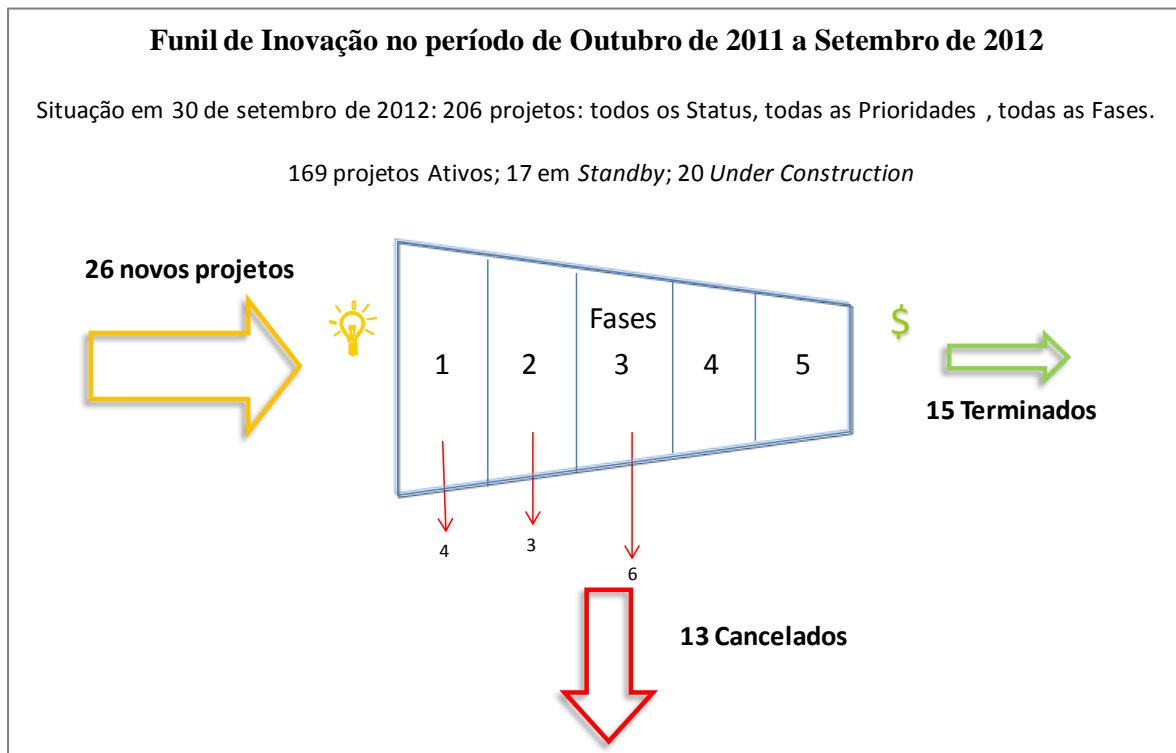 Funil de Inovação no período de Outubro de 2011 a Setembro de 2012
Situação em 30 de setembro de 2012: 206 projetos: todos os Status, todas as Prioridades , todas as Fases.
169 projetos Ativos; 17 em Standby; 20 Under Construction
26 novos projetos
Fases
$
1 2 3 4 5
15 Terminados
4
3
6
13 Cancelados